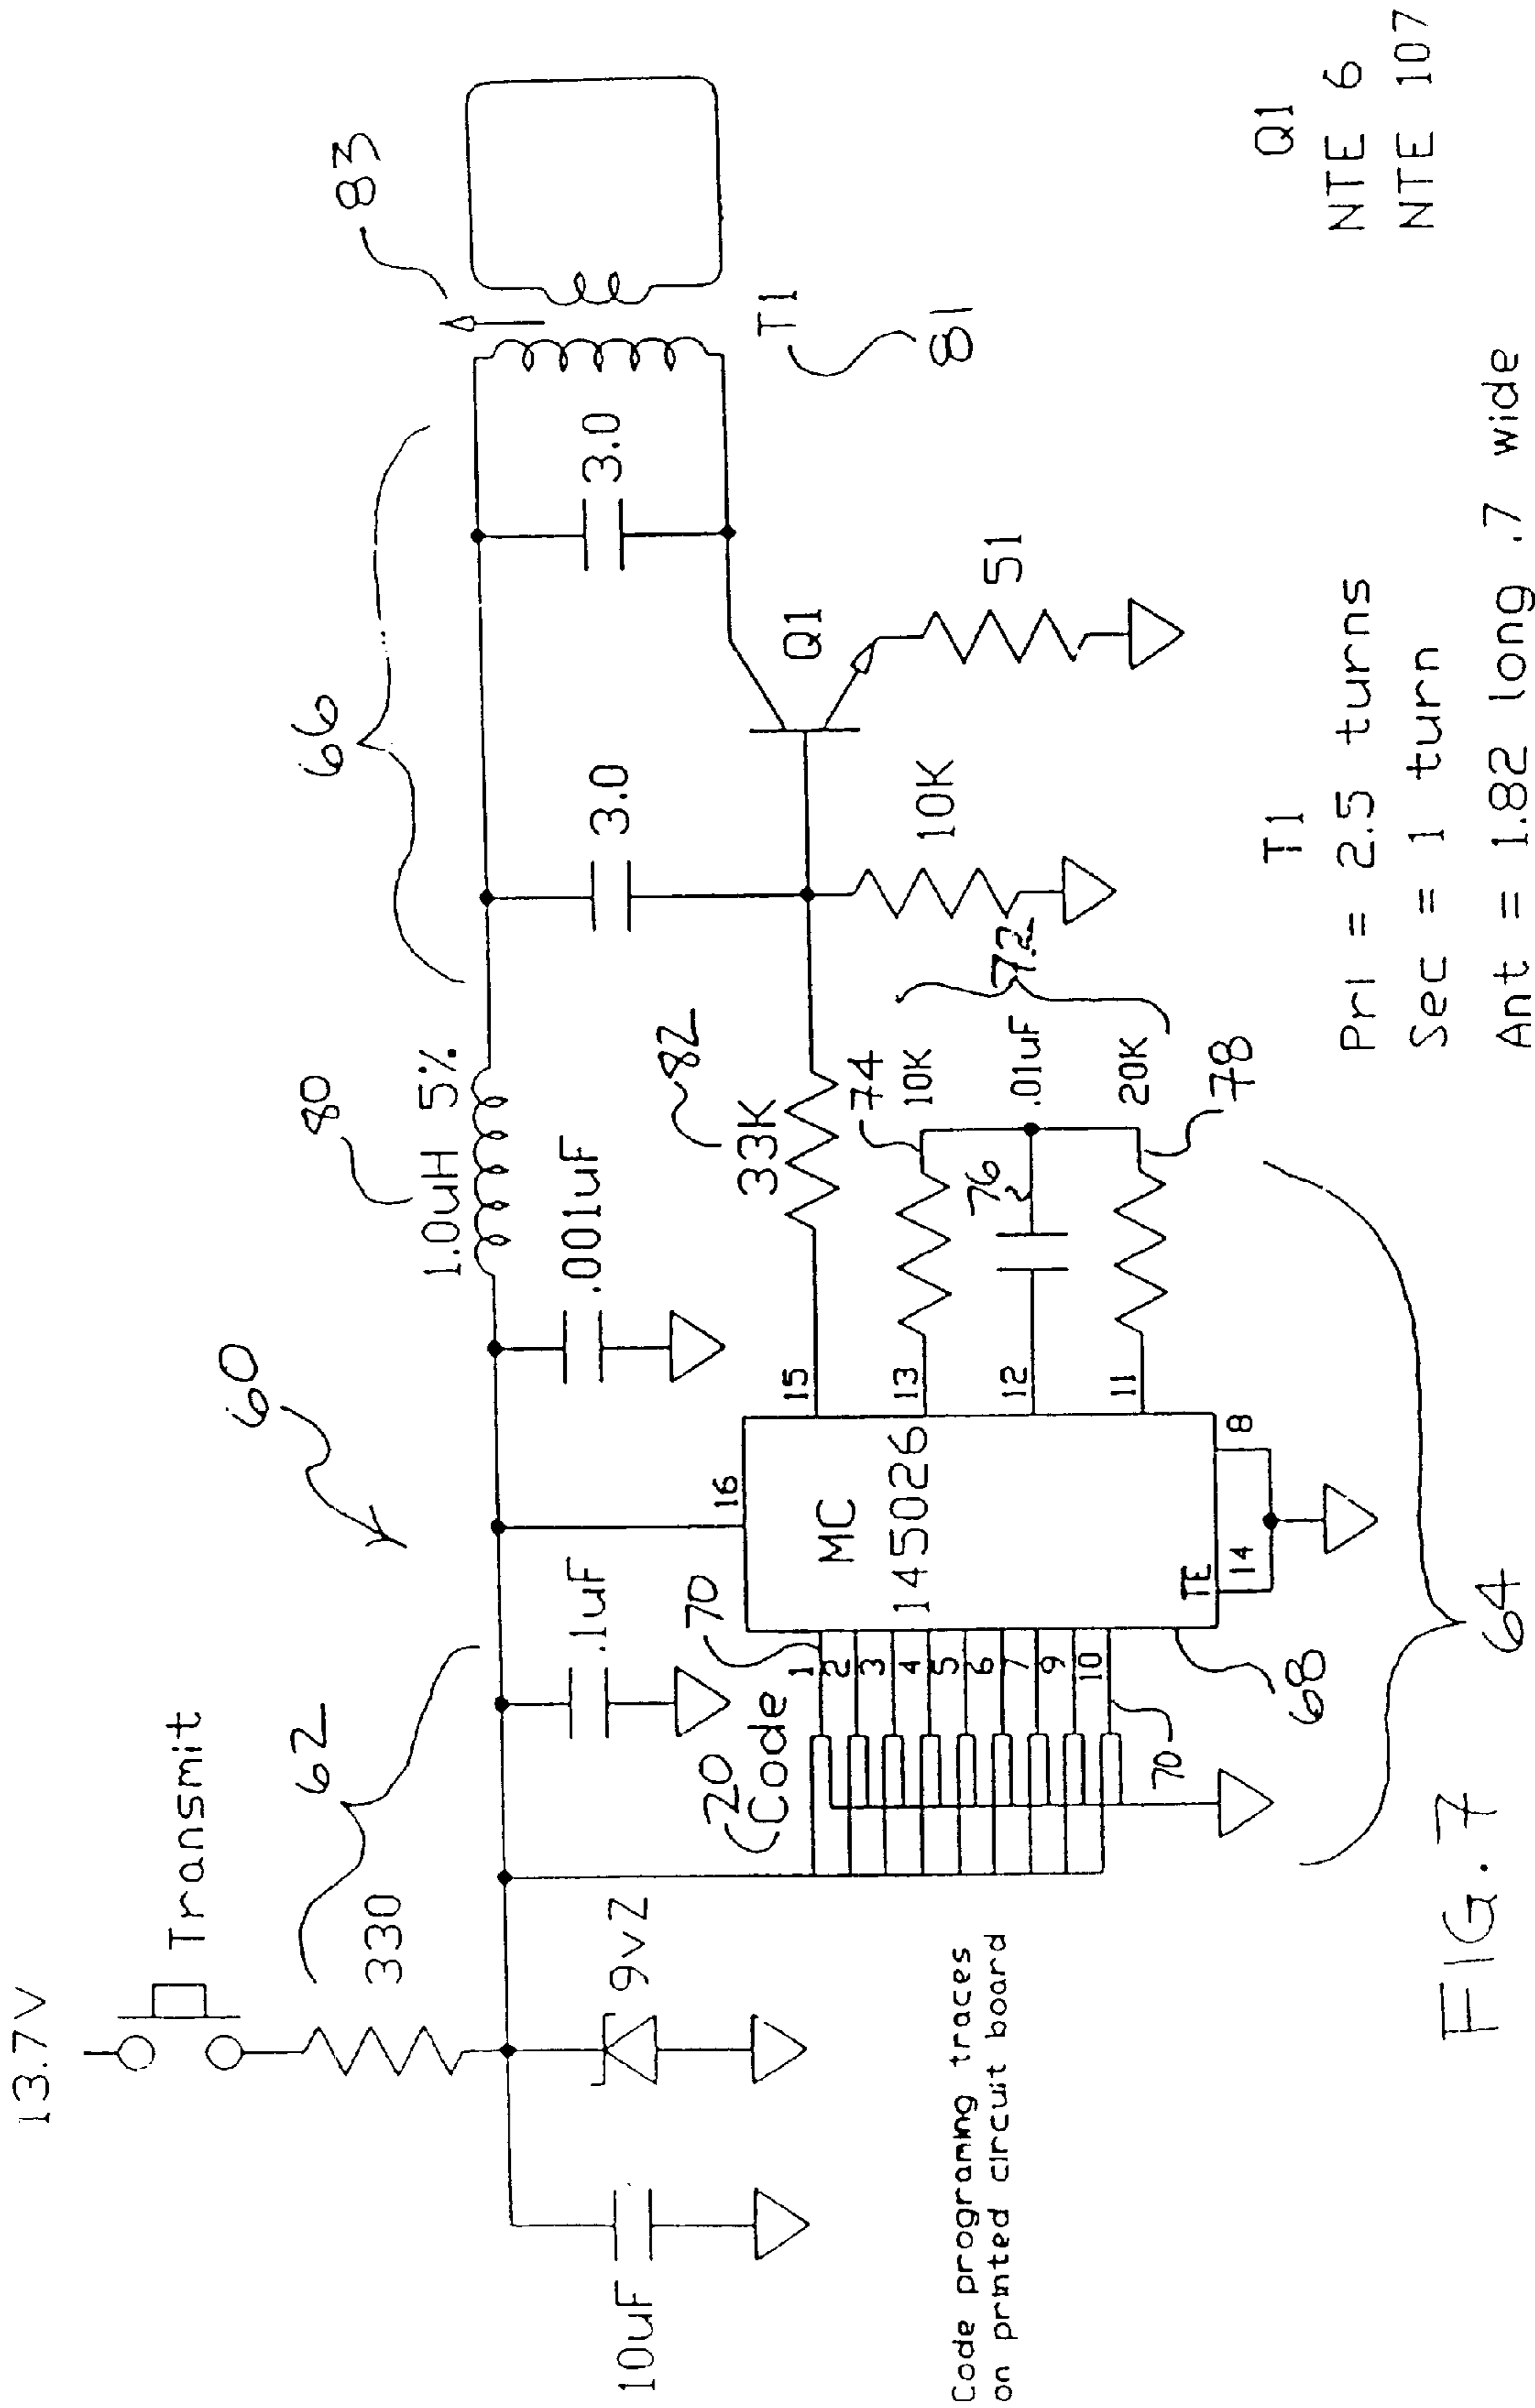 13.7V
Transmit
62
330
10uF
9vZ
.1uF
60
80
1.0uH 5%
.001uF
66
83
3.0
3.0
T1
81
Q1
51
10K
82
33K
20
Code
70
1
2
3
4
5
6
7
9
10
70
16
MC
145026
TE
14
8
68
15
13
12
11
74
10K
76
.01uF
72
20K
78
64
Code programing traces
on printed circuit board
T1
Pri = 2.5 turns
Sec = 1 turn
Ant = 1.82 long .7 wide
Q1
NTE 6
NTE 107
FIG. 7